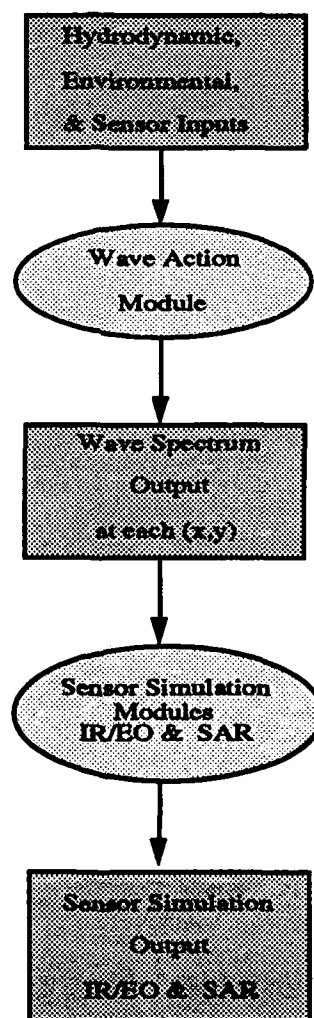 Hydrodynamic,
Environmental,
& Sensor Inputs
Wave Action
Module
Wave Spectrum
Output
at each (x,y)
Sensor Simulation
Modules
IR/EO & SAR
Sensor Simulation
Output
IR/EO & SAR